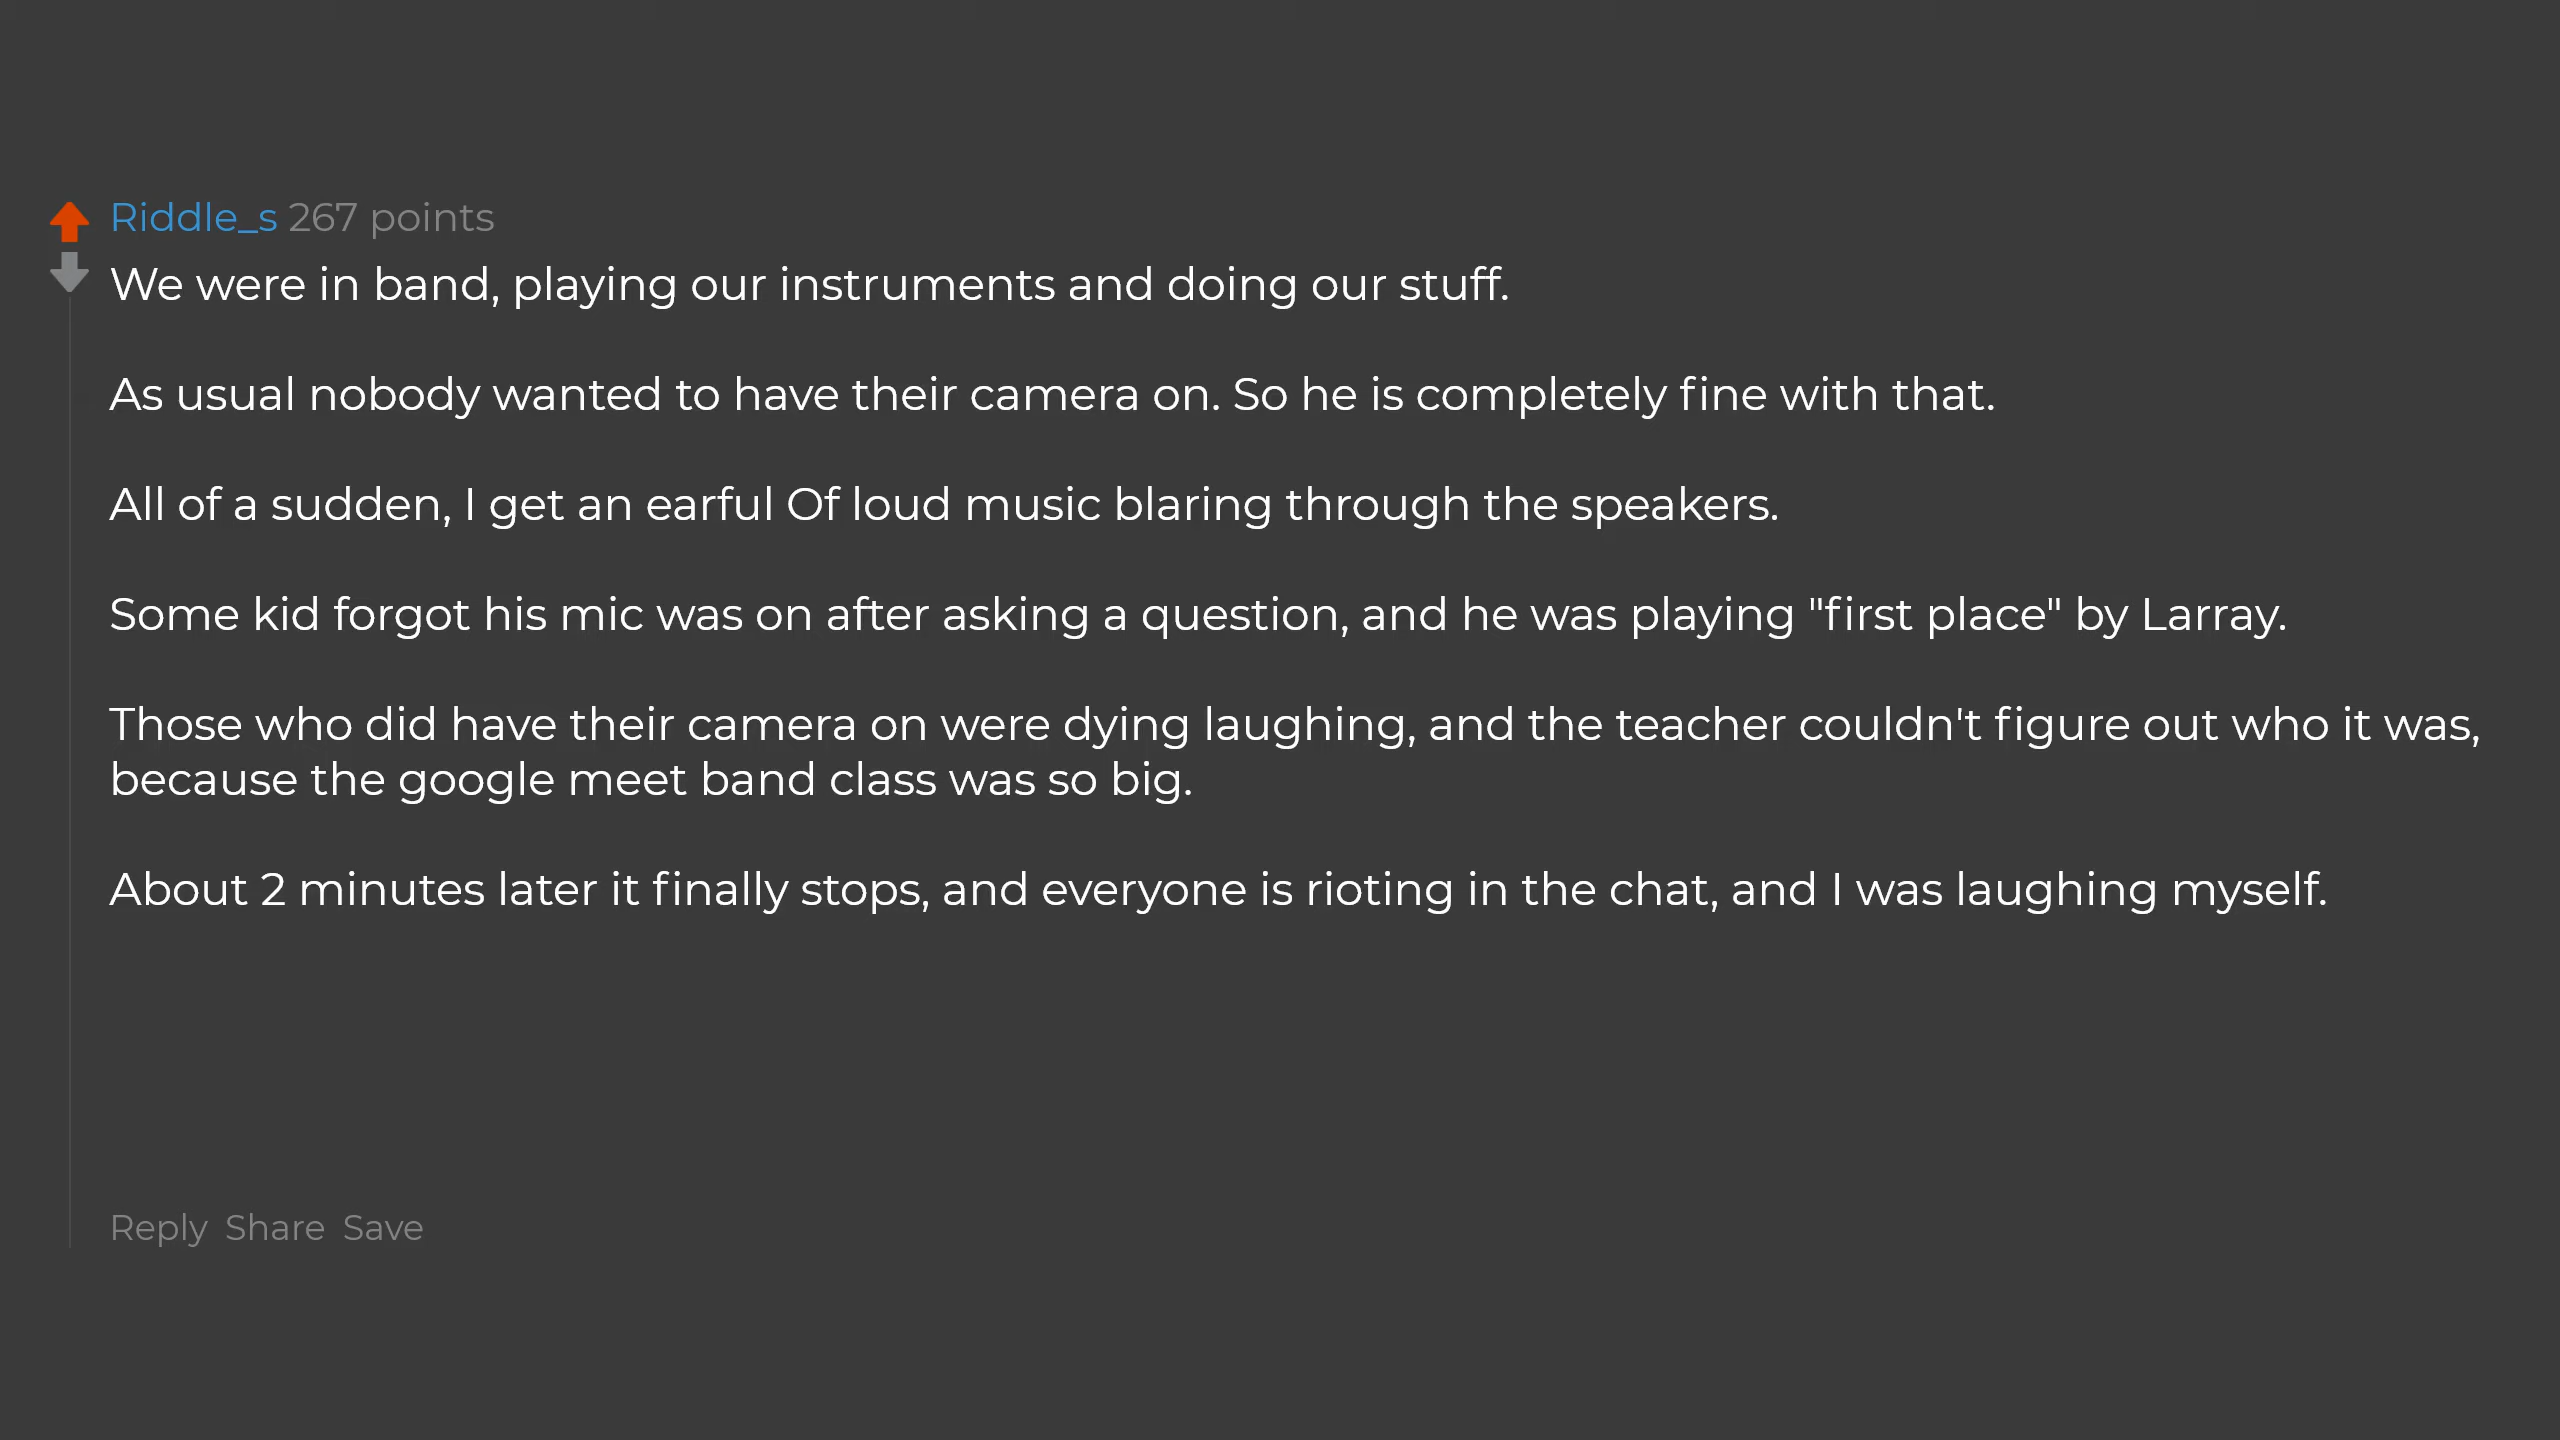 Riddle_s 267 points
We were in band, playing our instruments and doing our stuff.
As usual nobody wanted to have their camera on. So he is completely fine with that.
All of a sudden, I get an earful Of loud music blaring through the speakers.
Some kid forgot his mic was on after asking a question, and he was playing "first place" by Larray.
Those who did have their camera on were dying laughing, and the teacher couldn't figure out who it was,
because the google meet band class was so big.
About 2 minutes later it finally stops, and everyone is rioting in the chat, and I was laughing myself.
Reply Share Save